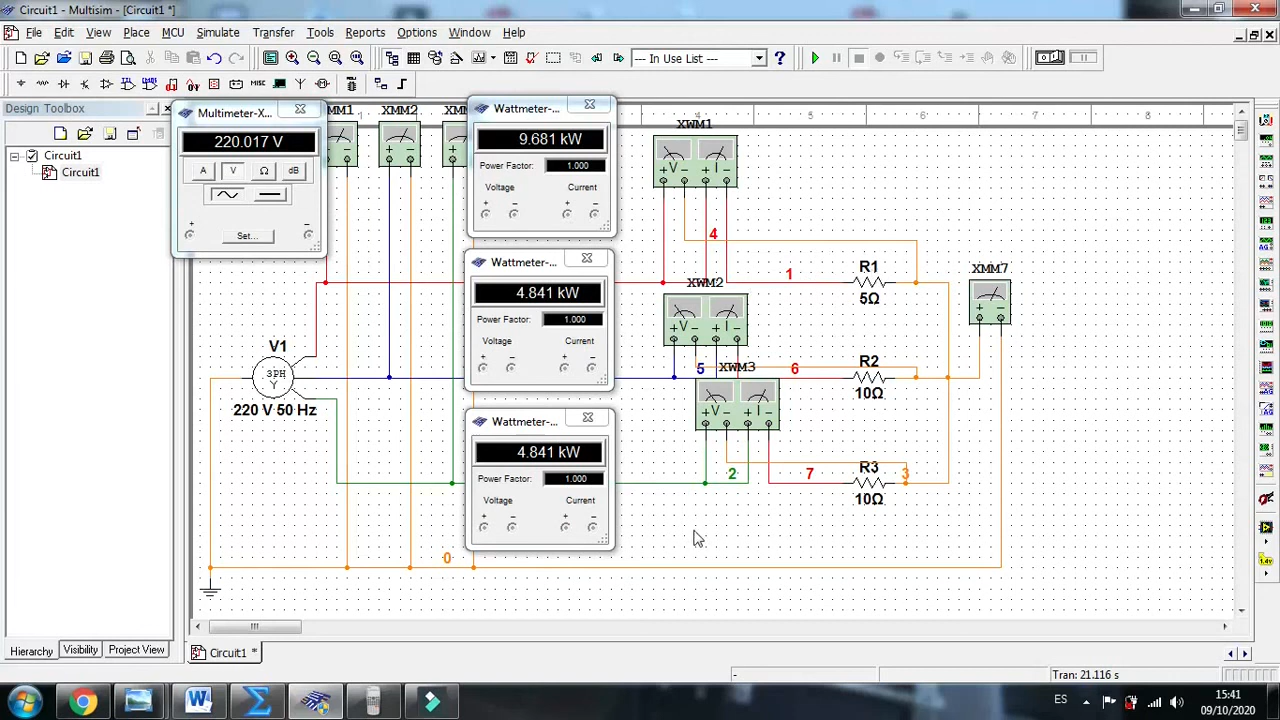 Circuit1 - Multisim - [Circuit1 *]
File Edit View Place MCU Simulate Transfer Tools Reports Options Window Help
--- In Use List ---
Design Toolbox
Circuit1
Circuit1
Hierarchy Visibility Project View
Multimeter-X...
220.017 V
A V Ω dB
+ −
Set...
XMM2
Wattmeter-...
9.681 kW
Power Factor: 1.000
Voltage Current
+ − + −
Wattmeter-...
4.841 kW
Power Factor: 1.000
Voltage Current
+ − + −
Wattmeter-...
4.841 kW
Power Factor: 1.000
Voltage Current
+ − + −
4 5 6 7 8
XWM1
V I
4
1
R1
5Ω
XMM7
XWM2
V I
V1
3PH
Y
220 V 50 Hz
5
XWM3
6
R2
10Ω
V I
2
7
R3
3
10Ω
0
Circuit1 *
-
Tran: 21.116 s
ES
15:41
09/10/2020